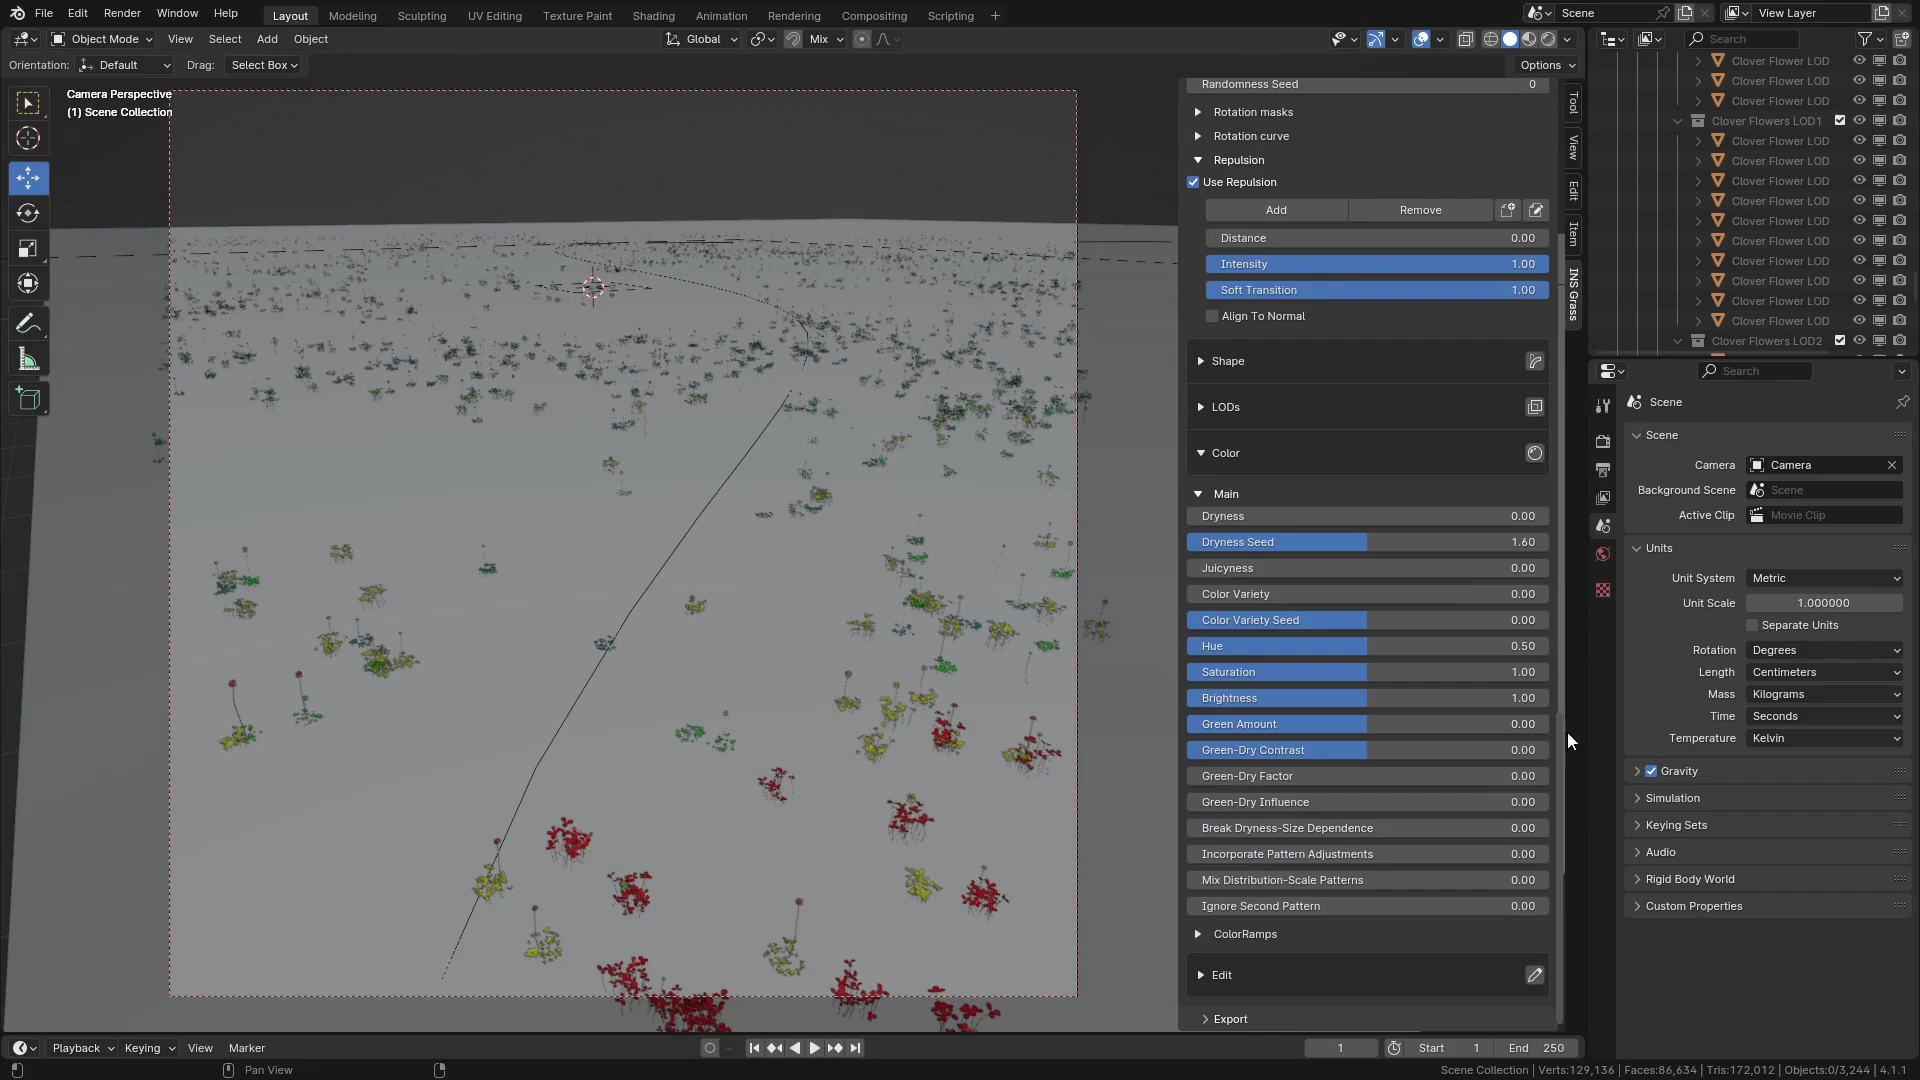 File Edit Render Window Help Layout Modeling Sculpting UV Editing Texture Paint Shading Animation Rendering Compositing Scripting Scene View Layer
Object Mode View Select Add Object Global Mix Search
Orientation: Default Drag: Select Box Options
Camera Perspective
(1) Scene Collection
Randomness Seed 0
Rotation masks
Rotation curve
Repulsion
Use Repulsion
Add Remove
Distance 0.00
Intensity 1.00
Soft Transition 1.00
Align To Normal
Shape
LODs
Color
Main
Dryness 0.00
Dryness Seed 1.60
Juicyness 0.00
Color Variety 0.00
Color Variety Seed 0.00
Hue 0.50
Saturation 1.00
Brightness 1.00
Green Amount 0.00
Green-Dry Contrast 0.00
Green-Dry Factor 0.00
Green-Dry Influence 0.00
Break Dryness-Size Dependence 0.00
Incorporate Pattern Adjustments 0.00
Mix Distribution-Scale Patterns 0.00
Ignore Second Pattern 0.00
ColorRamps
Edit
Export
Tool
View
Edit
Item
INS Grass
Clover Flower LOD
Clover Flower LOD
Clover Flower LOD
Clover Flowers LOD1
Clover Flower LOD
Clover Flower LOD
Clover Flower LOD
Clover Flower LOD
Clover Flower LOD
Clover Flower LOD
Clover Flower LOD
Clover Flower LOD
Clover Flower LOD
Clover Flower LOD
Clover Flowers LOD2
Search
Scene
Scene
Camera Camera
Background Scene Scene
Active Clip Movie Clip
Units
Unit System Metric
Unit Scale 1.000000
Separate Units
Rotation Degrees
Length Centimeters
Mass Kilograms
Time Seconds
Temperature Kelvin
Gravity
Simulation
Keying Sets
Audio
Rigid Body World
Custom Properties
Playback Keying View Marker 1 Start 1 End 250
Pan View Scene Collection | Verts:129,136 | Faces:86,634 | Tris:172,012 | Objects:0/3,244 | 4.1.1